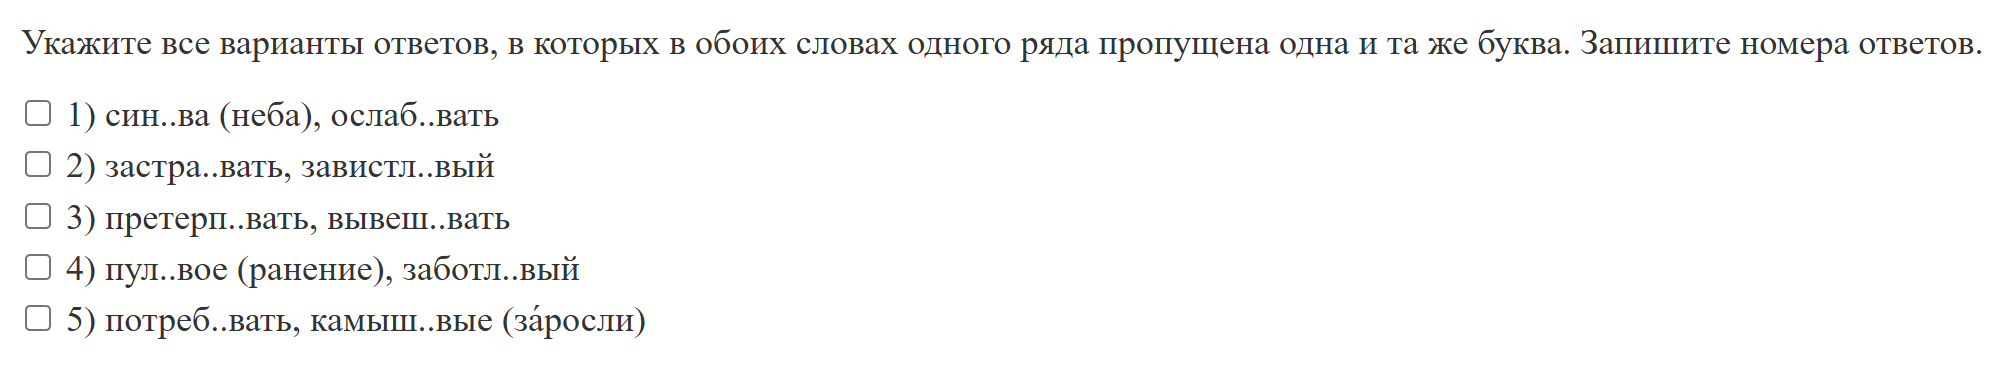 Укажите все варианты ответов, в которых в обоих словах одного ряда пропущена одна и та же буква. Запишите номера ответов.
1) син..ва (неба), ослаб..вать
2) застра..вать, завистл..вый
3) претерп..вать, вывеш..вать
4) пул..вое (ранение), заботл..вый
5) потреб..вать, камыш..вые (за́росли)